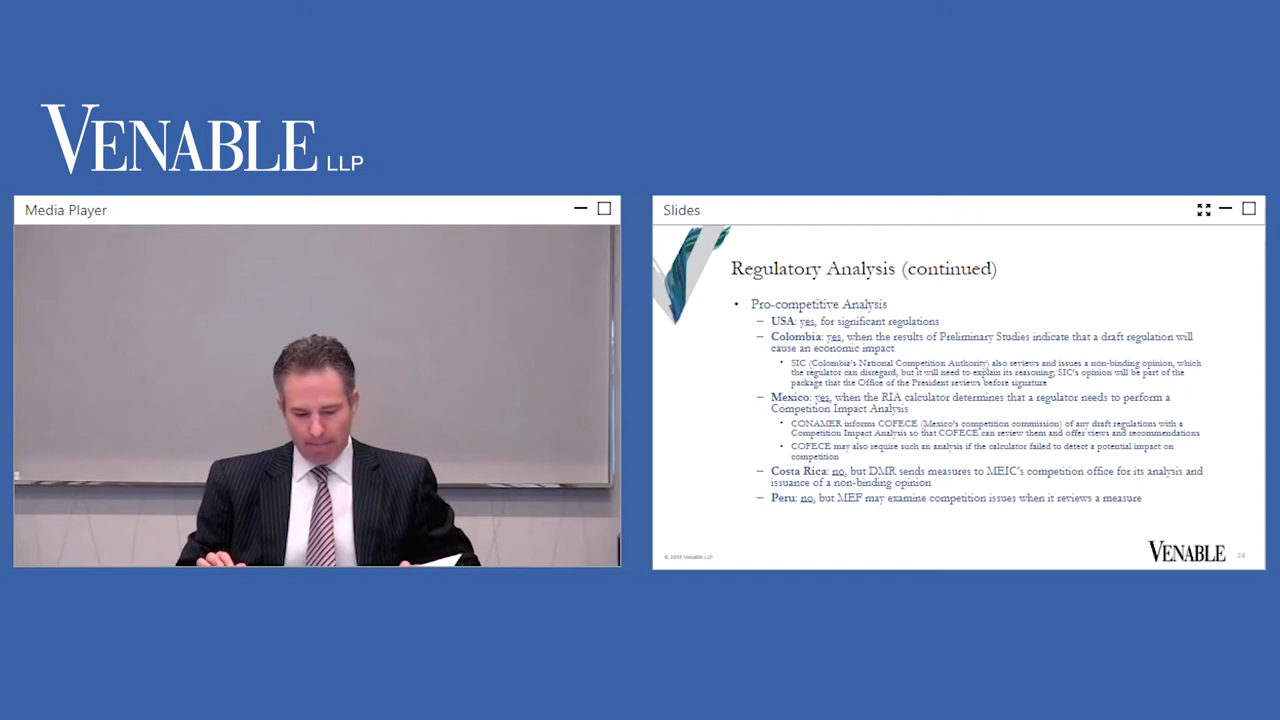 VENABLE LLP
Media Player
Slides
Regulatory Analysis (continued)
• Pro-competitive Analysis
– USA: yes, for significant regulations
– Colombia: yes, when the results of Preliminary Studies indicate that a draft regulation will
cause an economic impact
• SIC (Colombia's National Competition Authority) also reviews and issues a non-binding opinion, which
the regulator can disregard, but it will need to explain its reasoning; SIC's opinion will be part of the
package that the Office of the President reviews before signature
– Mexico: yes, when the RIA calculator determines that a regulator needs to perform a
Competition Impact Analysis
• CONAMER informs COFECE (Mexico's competition commission) of any draft regulations with a
Competition Impact Analysis so that COFECE can review them and offer views and recommendations
• COFECE may also require such an analysis if the calculator failed to detect a potential impact on
competition
– Costa Rica: no, but DMR sends measures to MEIC's competition office for its analysis and
issuance of a non-binding opinion
– Peru: no, but MEF may examine competition issues when it reviews a measure
© Venable LLP
VENABLE
24